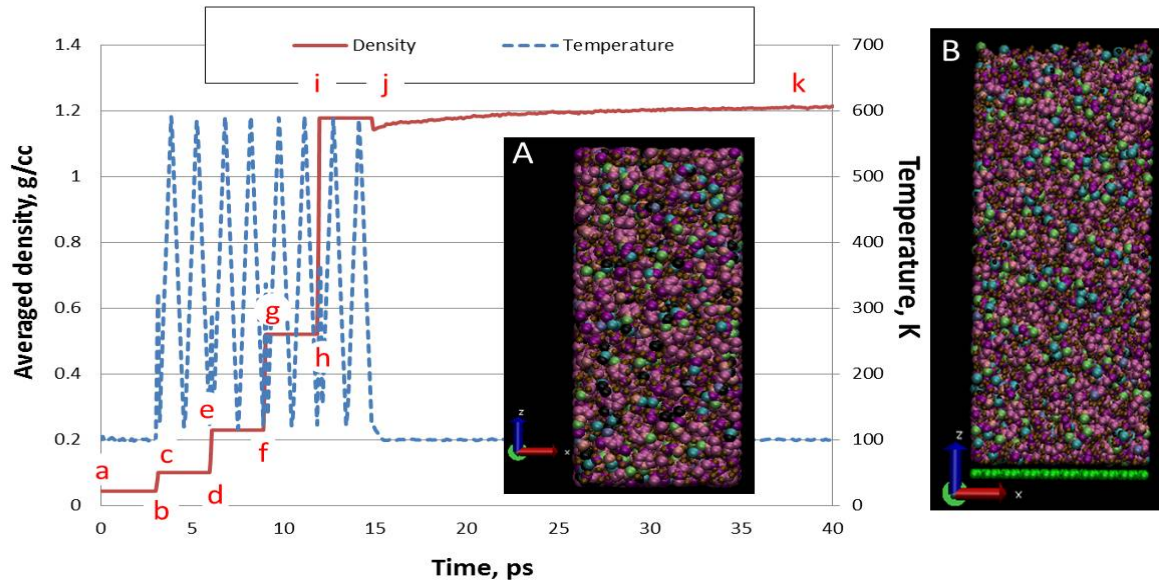 Density
Temperature
1.4
1.2
1
0.8
0.6
0.4
0.2
0
Averaged density, g/cc
700
600
500
400
300
200
100
0
Temperature, K
0
5
10
15
20
25
30
35
40
Time, ps
a
b
c
d
e
f
g
h
i
j
k
A
z
x
B
z
x